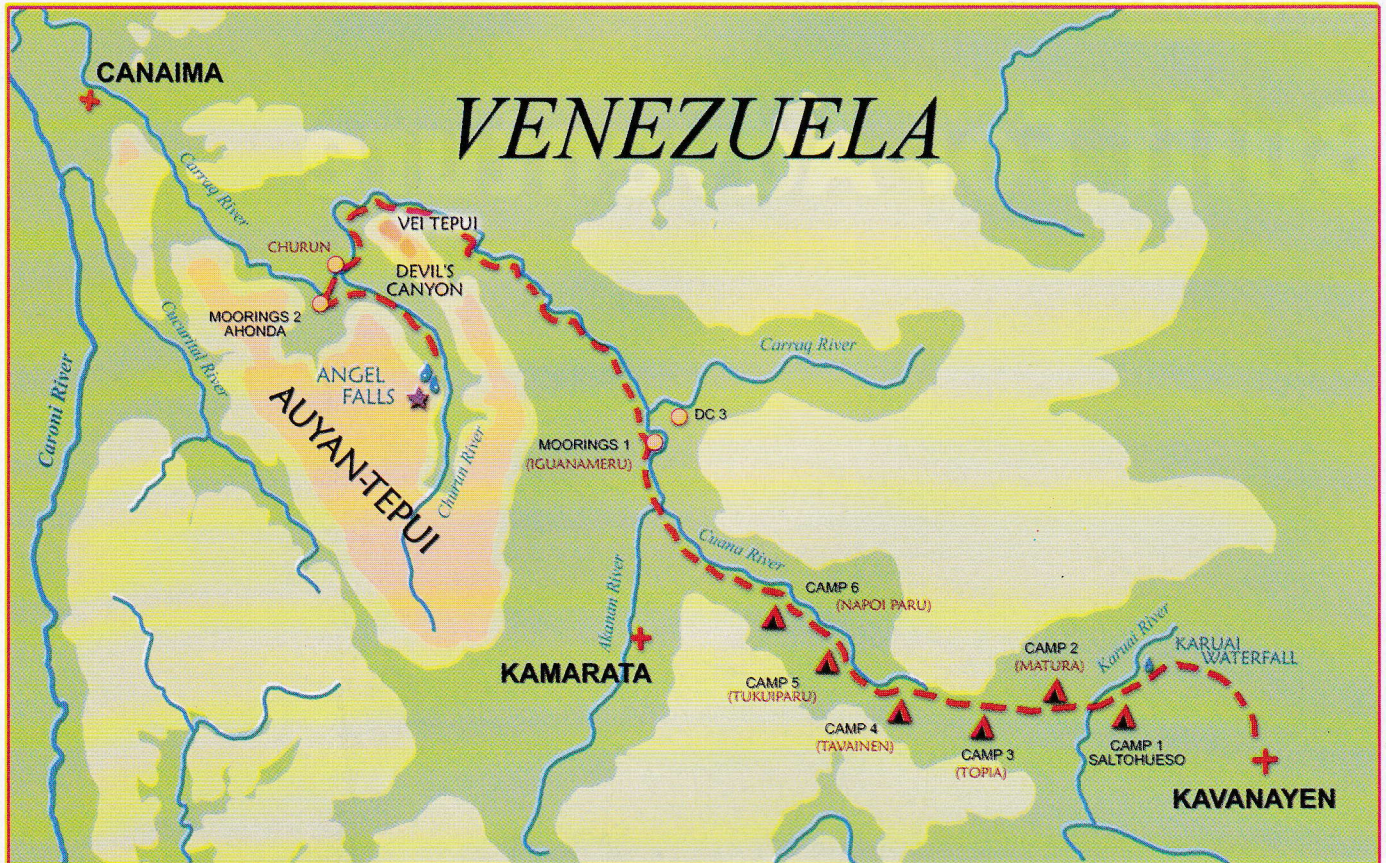 CANAIMA
VENEZUELA
Carraq River
VEI TEPUI
CHURUN
DEVIL'S
CANYON
MOORINGS 2
AHONDA
Cucurital River
Caroni River
ANGEL
FALLS
AUYAN-TEPUI
Churun River
Carraq River
DC 3
MOORINGS 1
(IGUANAMERU)
Cuana River
Akanan River
KAMARATA
CAMP 6
(NAPOI PARU)
CAMP 5
(TUKUIPARU)
CAMP 4
(TAVAINEN)
CAMP 3
(TOPIA)
CAMP 2
(MATURA)
Karuai River
KARUAI
WATERFALL
CAMP 1
SALTOHUESO
KAVANAYEN